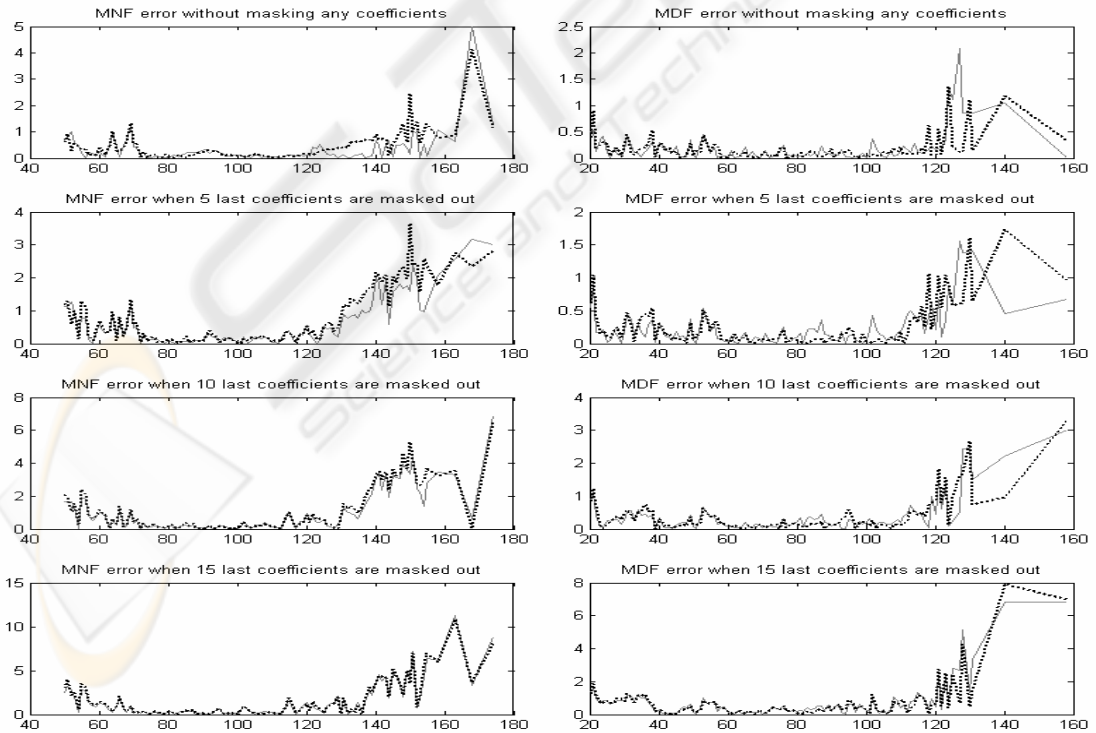 MNF error without masking any coefficients
5
4
3
2
1
0
40 60 80 100 120 140 160 180
MDF error without masking any coefficients
2.5
2
1.5
1
0.5
0
20 40 60 80 100 120 140 160
MNF error when 5 last coefficients are masked out
4
3
2
1
0
40 60 80 100 120 140 160 180
MDF error when 5 last coefficients are masked out
2
1.5
1
0.5
0
20 40 60 80 100 120 140 160
MNF error when 10 last coefficients are masked out
8
6
4
2
0
40 60 80 100 120 140 160 180
MDF error when 10 last coefficients are masked out
4
3
2
1
0
20 40 60 80 100 120 140 160
MNF error when 15 last coefficients are masked out
15
10
5
0
40 60 80 100 120 140 160 180
MDF error when 15 last coefficients are masked out
8
6
4
2
0
20 40 60 80 100 120 140 160
Science and Technology